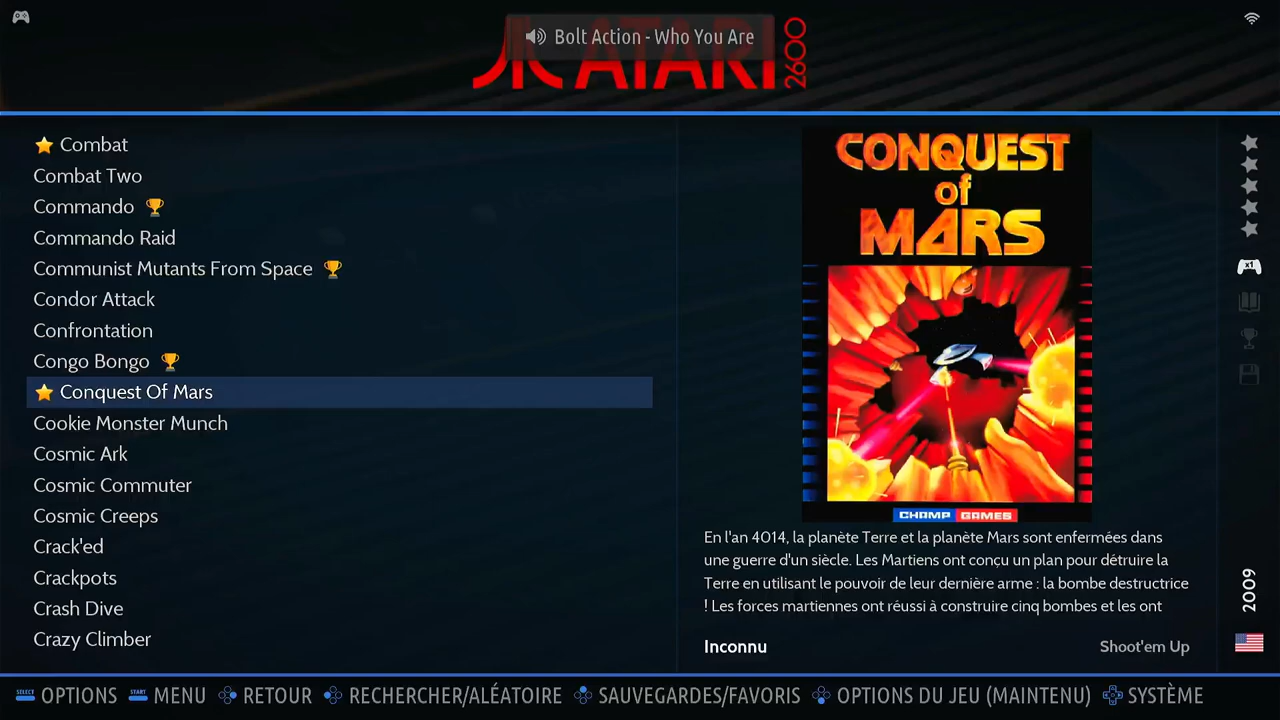 Bolt Action - Who You Are
ATARI
2600
Combat
Combat Two
Commando
Commando Raid
Communist Mutants From Space
Condor Attack
Confrontation
Congo Bongo
Conquest Of Mars
Cookie Monster Munch
Cosmic Ark
Cosmic Commuter
Cosmic Creeps
Crack'ed
Crackpots
Crash Dive
Crazy Climber
CONQUEST
of
MARS
CHAMP GAMES
En l'an 4014, la planète Terre et la planète Mars sont enfermées dans
une guerre d'un siècle. Les Martiens ont conçu un plan pour détruire la
Terre en utilisant le pouvoir de leur dernière arme : la bombe destructrice
! Les forces martiennes ont réussi à construire cinq bombes et les ont
Inconnu
Shoot'em Up
x1
2009
SELECT OPTIONS START MENU RETOUR RECHERCHER/ALÉATOIRE SAUVEGARDES/FAVORIS OPTIONS DU JEU (MAINTENU) SYSTÈME